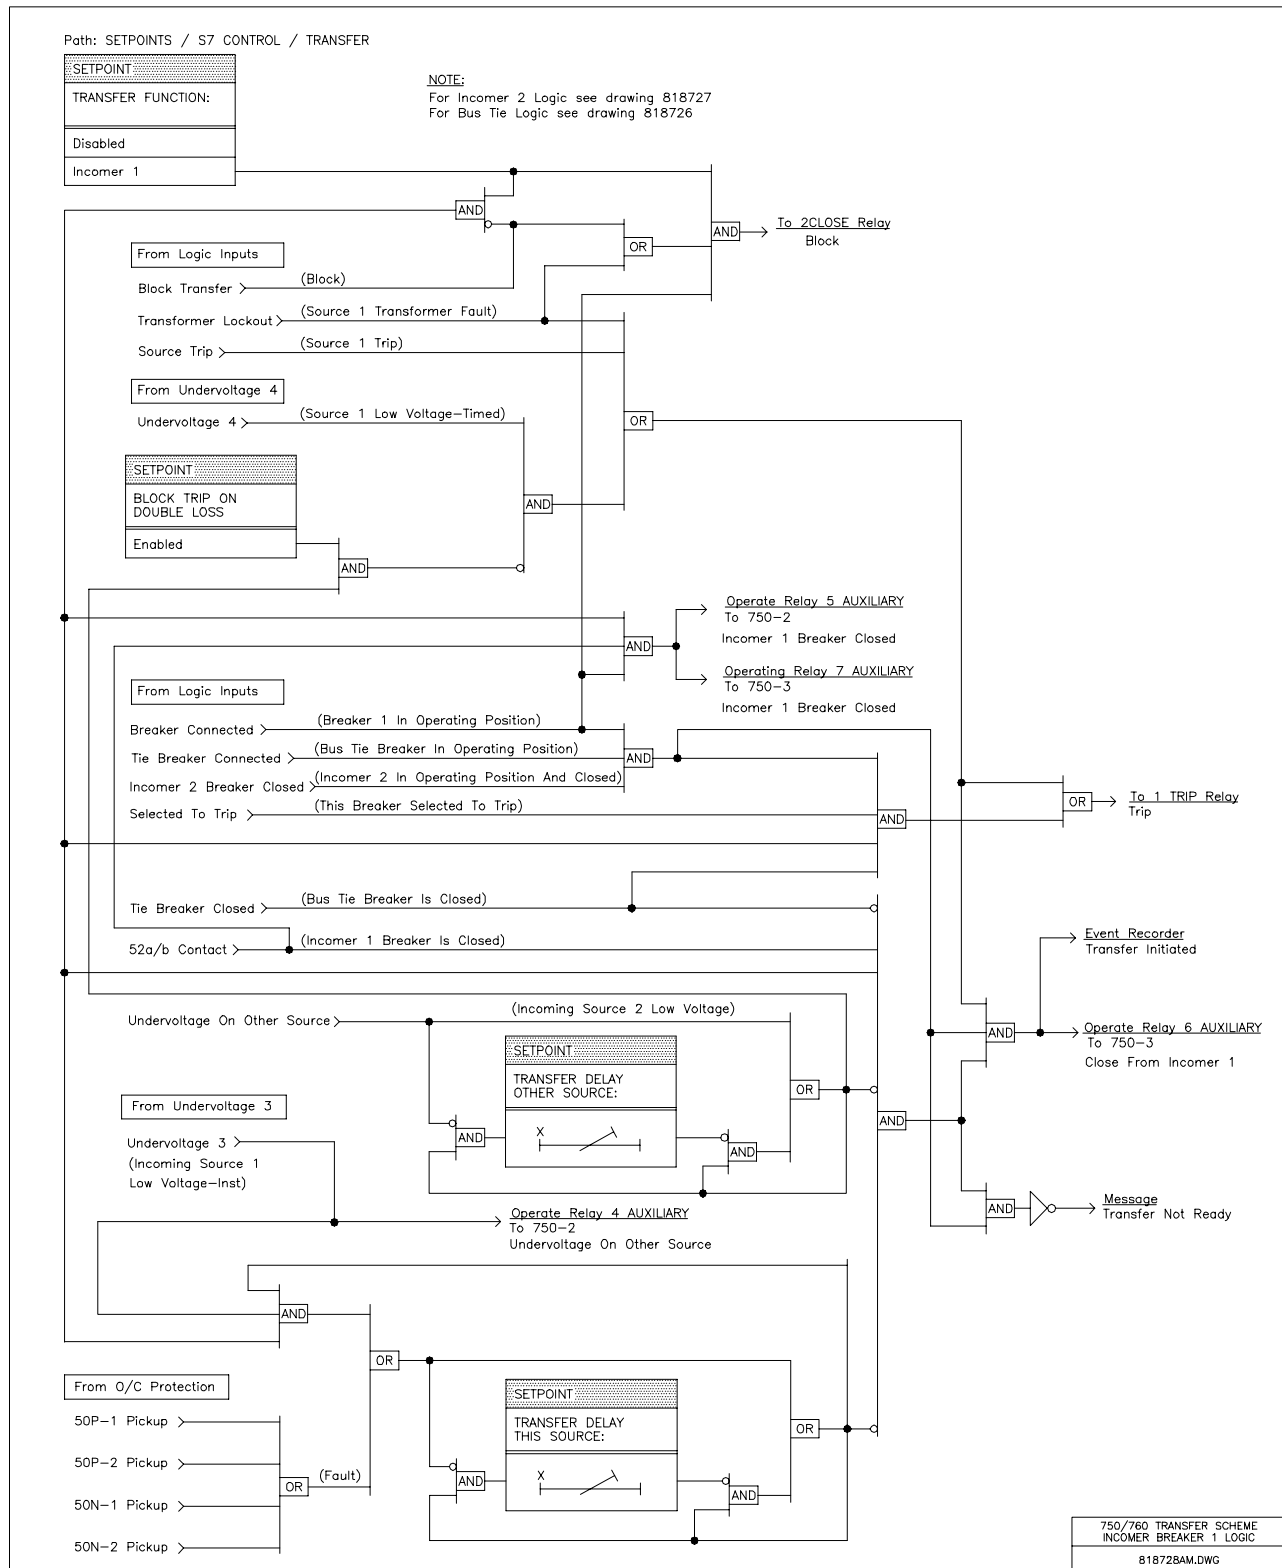 Path: SETPOINTS / S7 CONTROL / TRANSFER
SETPOINT
TRANSFER FUNCTION:
Disabled
Incomer 1
NOTE:
For Incomer 2 Logic see drawing 818727
For Bus Tie Logic see drawing 818726
AND
OR
AND
To 2CLOSE Relay
Block
From Logic Inputs
Block Transfer
(Block)
Transformer Lockout
(Source 1 Transformer Fault)
Source Trip
(Source 1 Trip)
From Undervoltage 4
Undervoltage 4
(Source 1 Low Voltage-Timed)
OR
SETPOINT
BLOCK TRIP ON
DOUBLE LOSS
Enabled
AND
AND
AND
Operate Relay 5 AUXILIARY
To 750-2
Incomer 1 Breaker Closed
Operating Relay 7 AUXILIARY
To 750-3
Incomer 1 Breaker Closed
From Logic Inputs
Breaker Connected
(Breaker 1 In Operating Position)
Tie Breaker Connected
(Bus Tie Breaker In Operating Position)
AND
Incomer 2 Breaker Closed
(Incomer 2 In Operating Position And Closed)
Selected To Trip
(This Breaker Selected To Trip)
AND
OR
To 1 TRIP Relay
Trip
Tie Breaker Closed
(Bus Tie Breaker Is Closed)
52a/b Contact
(Incomer 1 Breaker Is Closed)
Event Recorder
Transfer Initiated
Undervoltage On Other Source
(Incoming Source 2 Low Voltage)
AND
Operate Relay 6 AUXILIARY
To 750-3
Close From Incomer 1
SETPOINT
TRANSFER DELAY
OTHER SOURCE:
X
AND
AND
OR
AND
From Undervoltage 3
Undervoltage 3
(Incoming Source 1
Low Voltage-Inst)
Operate Relay 4 AUXILIARY
To 750-2
Undervoltage On Other Source
AND
Message
Transfer Not Ready
AND
OR
From O/C Protection
50P-1 Pickup
50P-2 Pickup
50N-1 Pickup
50N-2 Pickup
OR
(Fault)
SETPOINT
TRANSFER DELAY
THIS SOURCE:
X
AND
AND
OR
750/760 TRANSFER SCHEME
INCOMER BREAKER 1 LOGIC
818728AM.DWG